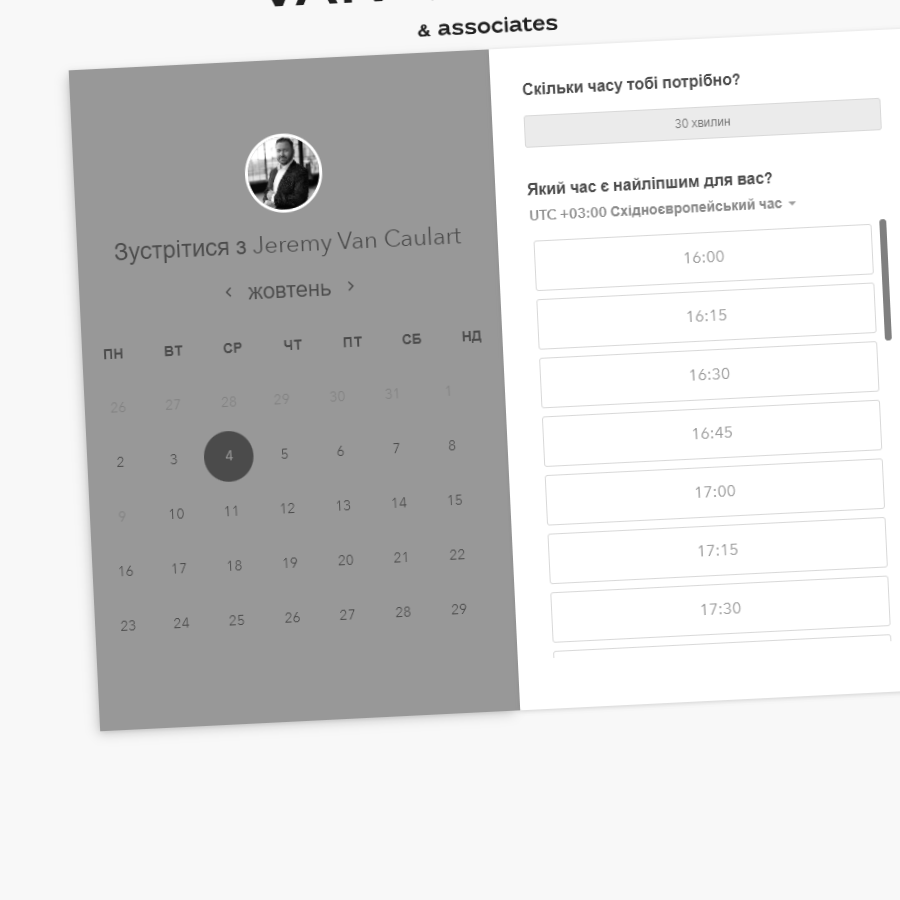 & associates
Зустрітися з Jeremy Van Caulart
‹ жовтень ›
ПН ВТ СР ЧТ ПТ СБ НД
26 27 28 29 30 31 1
2 3 4 5 6 7 8
9 10 11 12 13 14 15
16 17 18 19 20 21 22
23 24 25 26 27 28 29
Скільки часу тобі потрібно?
30 хвилин
Який час є найліпшим для вас?
UTC +03:00 Східноєвропейський час
16:00
16:15
16:30
16:45
17:00
17:15
17:30